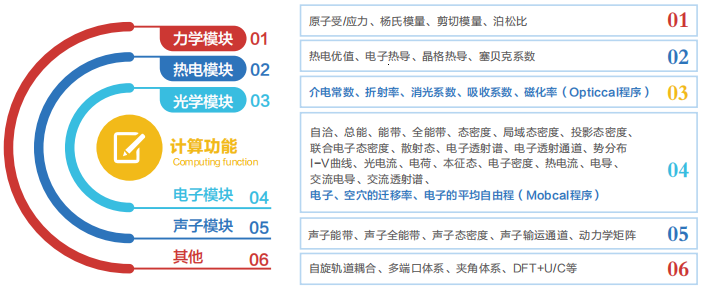 力学模块 01
热电模块 02
光学模块 03
计算功能
Computing function
电子模块 04
声子模块 05
其他 06
原子受/应力、杨氏模量、剪切模量、泊松比 01
热电优值、电子热导、晶格热导、塞贝克系数 02
介电常数、折射率、消光系数、吸收系数、磁化率（Opticcal程序） 03
自洽、总能、能带、全能带、态密度、局域态密度、投影态密度、
联合电子态密度、散射态、电子透射谱、电子透射通道、势分布
I-V曲线、光电流、电荷、本征态、电子密度、热电流、电导、
交流电导、交流透射谱、
电子、空穴的迁移率、电子的平均自由程（Mobcal程序）
04
声子能带、声子全能带、声子态密度、声子输运通道、动力学矩阵 05
自旋轨道耦合、多端口体系、夹角体系、DFT+U/C等 06